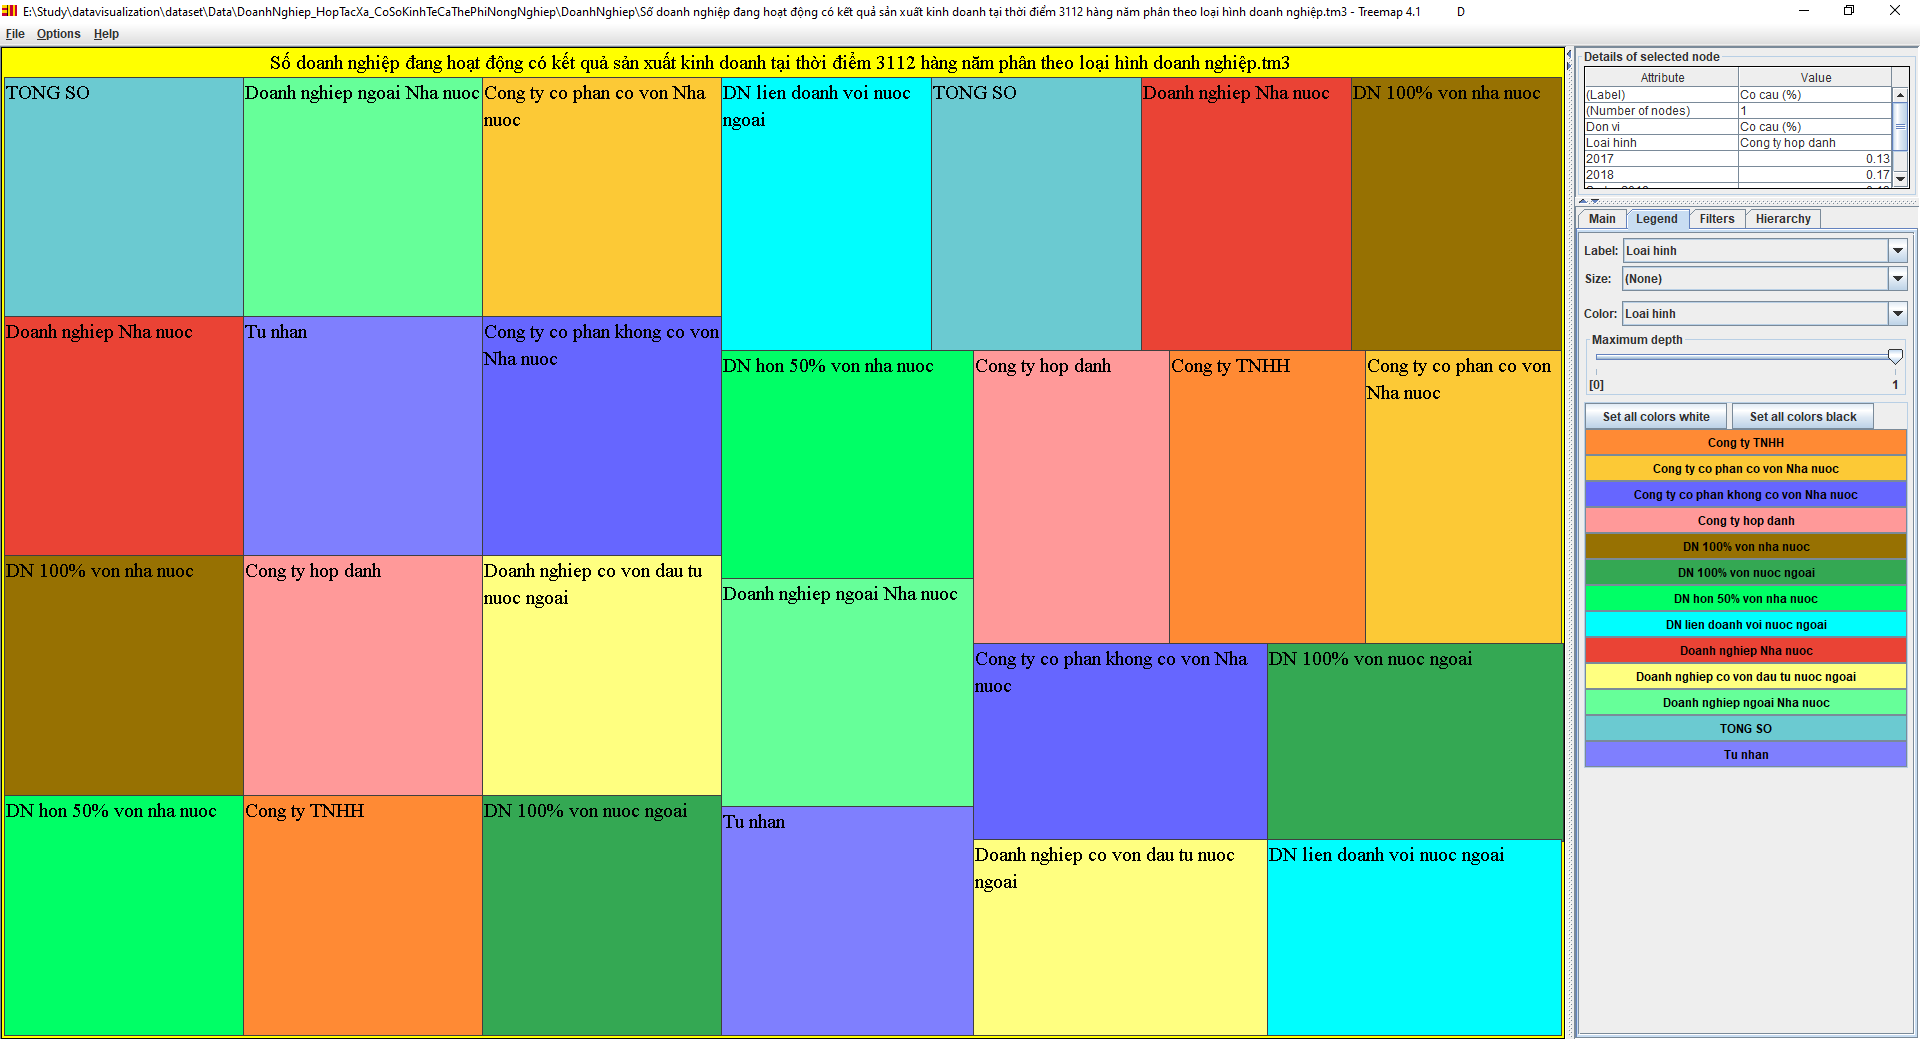 E:\Study\datavisualization\dataset\Data\DoanhNghiep_HopTacXa_CoSoKinhTeCaThePhiNongNghiep\DoanhNghiep\Số doanh nghiệp đang hoạt động có kết quả sản xuất kinh doanh tại thời điểm 3112 hàng năm phân theo loại hình doanh nghiệp.tm3 - Treemap 4.1 D
File Options Help
Số doanh nghiệp đang hoạt động có kết quả sản xuất kinh doanh tại thời điểm 3112 hàng năm phân theo loại hình doanh nghiệp.tm3
TONG SO
Doanh nghiep ngoai Nha nuoc
Cong ty co phan co von Nha
nuoc
DN lien doanh voi nuoc
ngoai
TONG SO
Doanh nghiep Nha nuoc
DN 100% von nha nuoc
Doanh nghiep Nha nuoc
Tu nhan
Cong ty co phan khong co von
Nha nuoc
DN hon 50% von nha nuoc
Cong ty hop danh
Cong ty TNHH
Cong ty co phan co von
Nha nuoc
DN 100% von nha nuoc
Cong ty hop danh
Doanh nghiep co von dau tu
nuoc ngoai
Doanh nghiep ngoai Nha nuoc
Cong ty co phan khong co von Nha
nuoc
DN 100% von nuoc ngoai
DN hon 50% von nha nuoc
Cong ty TNHH
DN 100% von nuoc ngoai
Tu nhan
Doanh nghiep co von dau tu nuoc
ngoai
DN lien doanh voi nuoc ngoai
Details of selected node
Attribute Value
(Label) Co cau (%)
(Number of nodes) 1
Don vi Co cau (%)
Loai hinh Cong ty hop danh
2017 0.13
2018 0.17
Main Legend Filters Hierarchy
Label: Loai hinh
Size: (None)
Color: Loai hinh
Maximum depth
[0] 1
Set all colors white Set all colors black
Cong ty TNHH
Cong ty co phan co von Nha nuoc
Cong ty co phan khong co von Nha nuoc
Cong ty hop danh
DN 100% von nha nuoc
DN 100% von nuoc ngoai
DN hon 50% von nha nuoc
DN lien doanh voi nuoc ngoai
Doanh nghiep Nha nuoc
Doanh nghiep co von dau tu nuoc ngoai
Doanh nghiep ngoai Nha nuoc
TONG SO
Tu nhan